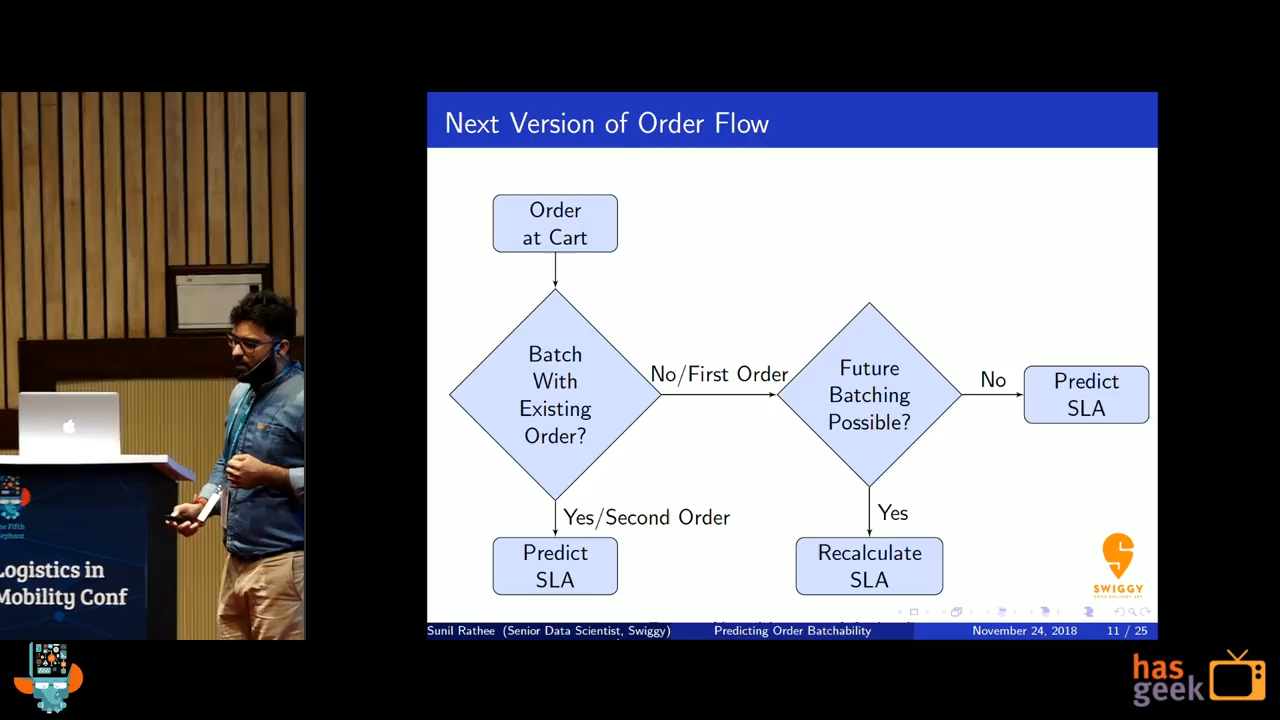 Next Version of Order Flow
Order
at Cart
Batch
With
Existing
Order?
No/First Order
Future
Batching
Possible?
No
Predict
SLA
Yes/Second Order
Yes
Predict
SLA
Recalculate
SLA
SWIGGY
Sunil Rathee (Senior Data Scientist, Swiggy)
Predicting Order Batchability
November 24, 2018
11 / 25
Logistics in
Mobility Conf
has
geek